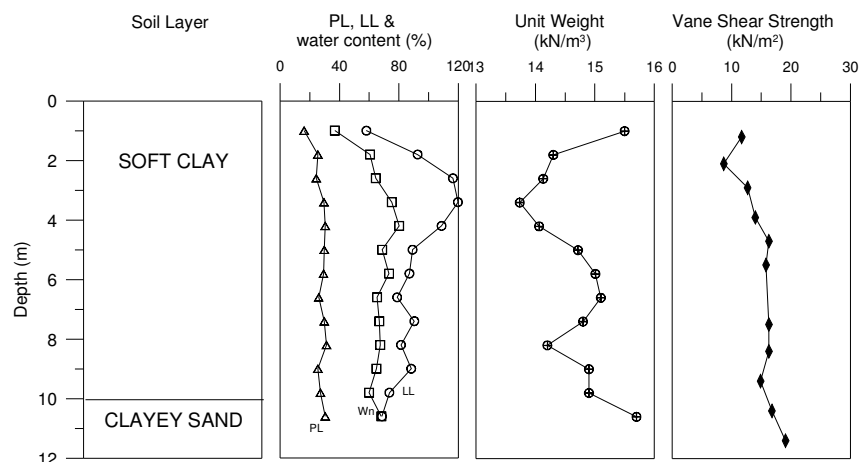 Soil Layer
PL, LL &
water content (%)
Unit Weight
(kN/m³)
Vane Shear Strength
(kN/m²)
0 40 80 120
13 14 15 16
0 10 20 30
0
2
4
6
8
10
12
Depth (m)
SOFT CLAY
CLAYEY SAND
PL
Wn
LL